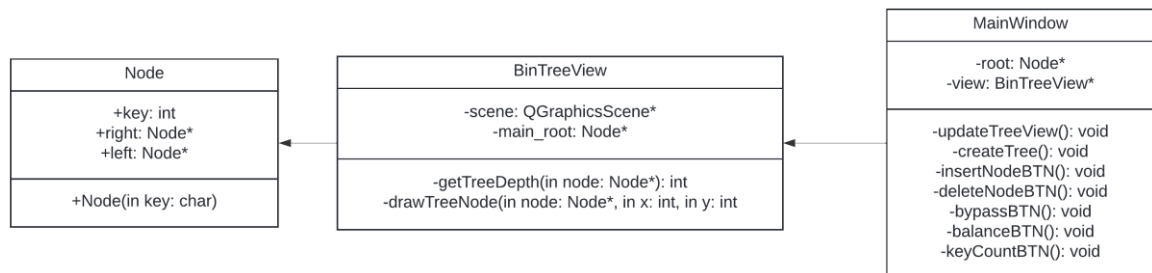 Node
+key: int
+right: Node*
+left: Node*
+Node(in key: char)
BinTreeView
-scene: QGraphicsScene*
-main_root: Node*
-getTreeDepth(in node: Node*): int
-drawTreeNode(in node: Node*, in x: int, in y: int
MainWindow
-root: Node*
-view: BinTreeView*
-updateTreeView(): void
-createTree(): void
-insertNodeBTN(): void
-deleteNodeBTN(): void
-bypassBTN(): void
-balanceBTN(): void
-keyCountBTN(): void